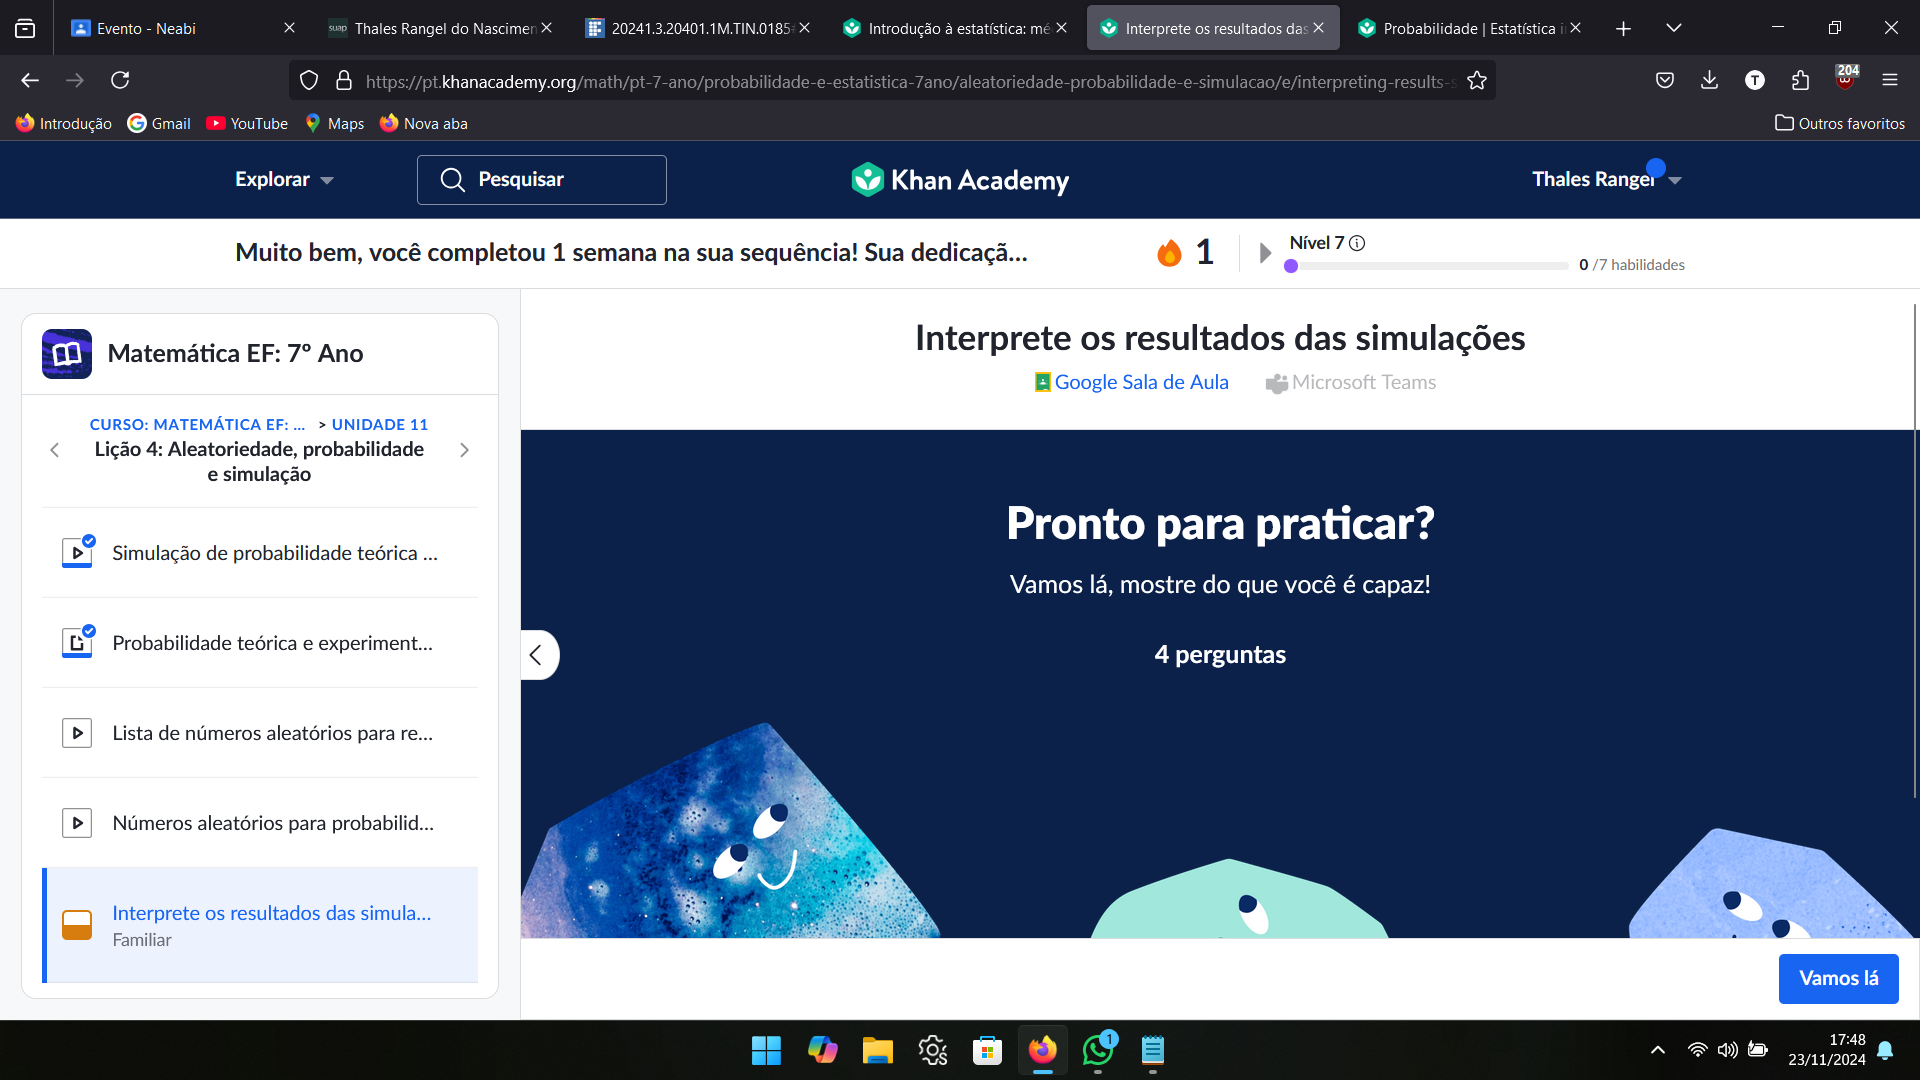 Evento - Neabi
suap
Thales Rangel do Nascimen
20241.3.20401.1M.TIN.0185
Introdução à estatística: mé
Interprete os resultados das
Probabilidade | Estatística i
https://pt.khanacademy.org/math/pt-7-ano/probabilidade-e-estatistica-7ano/aleatoriedade-probabilidade-e-simulacao/e/interpreting-results-s
T
204
Introdução
Gmail
YouTube
Maps
Nova aba
Outros favoritos
Explorar
Pesquisar
Khan Academy
Thales Rangel
Muito bem, você completou 1 semana na sua sequência! Sua dedicaçã...
1
Nível 7
0 /7 habilidades
Matemática EF: 7º Ano
CURSO: MATEMÁTICA EF: ... > UNIDADE 11
Lição 4: Aleatoriedade, probabilidade
e simulação
Simulação de probabilidade teórica ...
Probabilidade teórica e experiment...
Lista de números aleatórios para re...
Números aleatórios para probabilid...
Interprete os resultados das simula...
Familiar
Interprete os resultados das simulações
Google Sala de Aula
Microsoft Teams
Pronto para praticar?
Vamos lá, mostre do que você é capaz!
4 perguntas
Vamos lá
1
17:48
23/11/2024